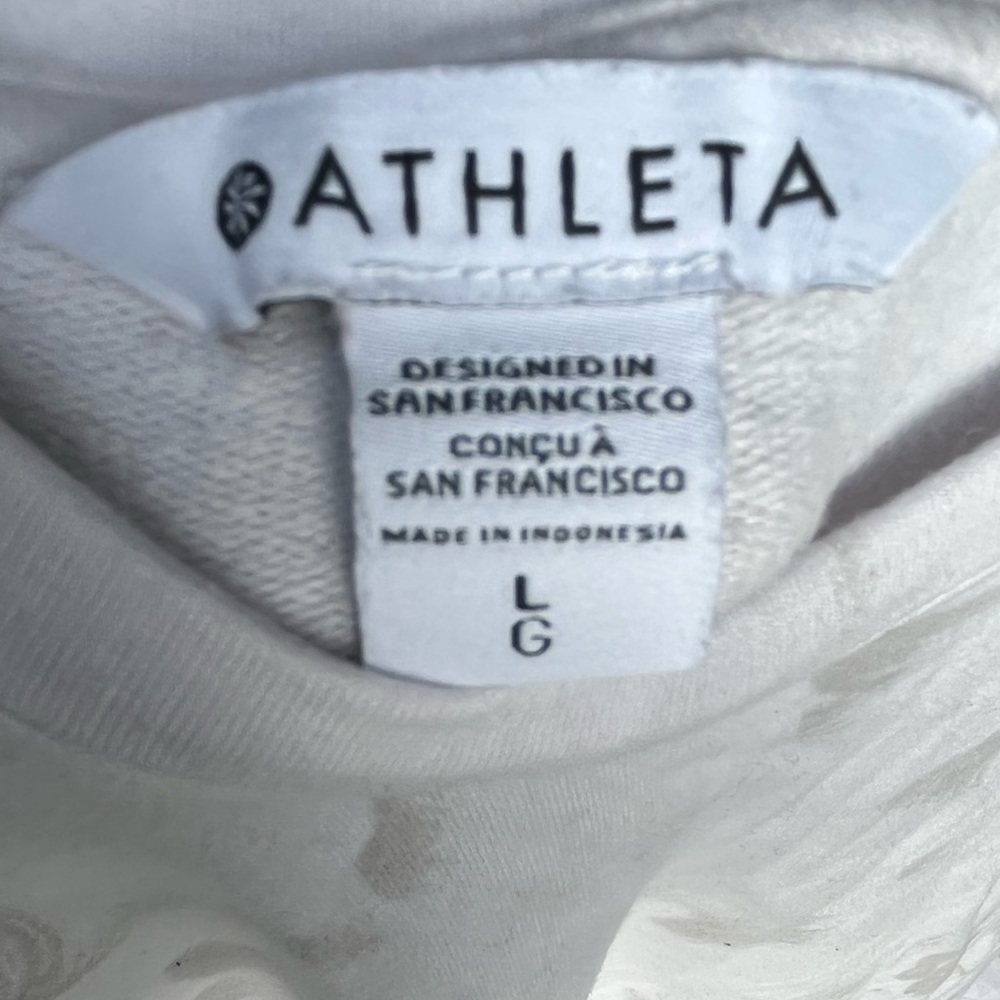 ATHLETA
DESIGNED IN
SAN FRANCISCO
CONÇU À
SAN FRANCISCO
MADE IN INDONESIA
L
G